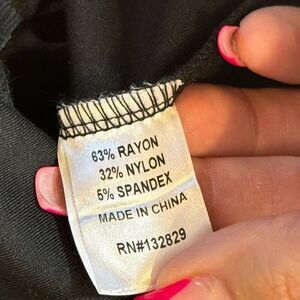 63% RAYON
32% NYLON
5% SPANDEX
MADE IN CHINA
RN#132829